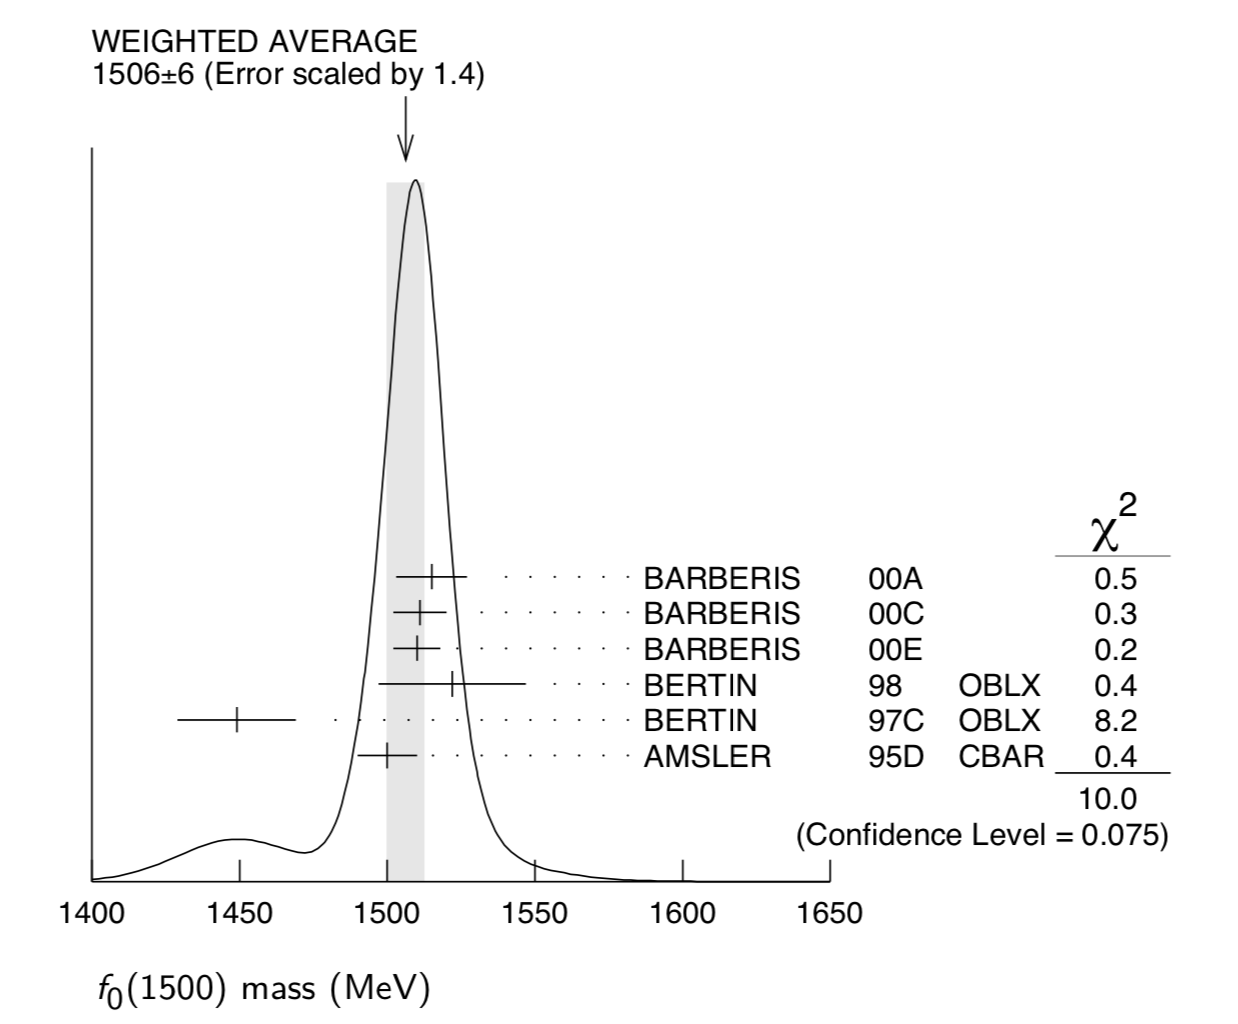 WEIGHTED AVERAGE
1506±6 (Error scaled by 1.4)
χ2
BARBERIS 00A 0.5
BARBERIS 00C 0.3
BARBERIS 00E 0.2
BERTIN 98 OBLX 0.4
BERTIN 97C OBLX 8.2
AMSLER 95D CBAR 0.4
10.0
(Confidence Level = 0.075)
1400 1450 1500 1550 1600 1650
f0(1500) mass (MeV)